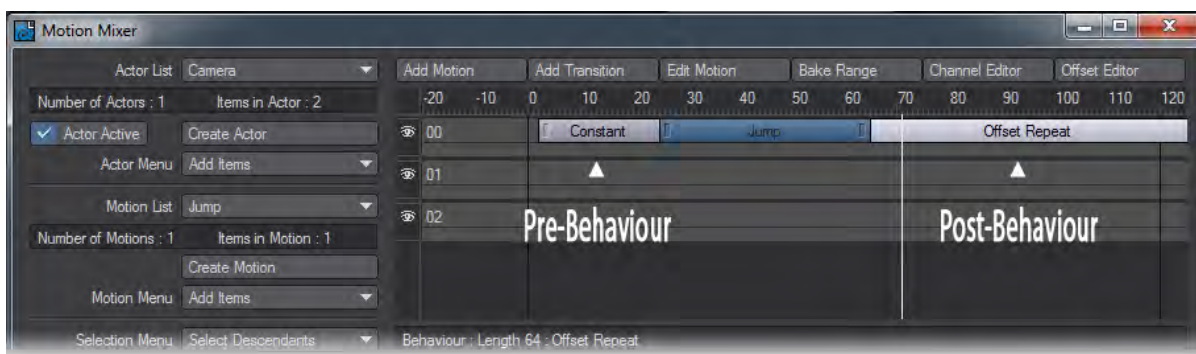 Motion Mixer
Actor List Camera
Number of Actors : 1 Items in Actor : 2
Actor Active Create Actor
Actor Menu Add Items
Motion List Jump
Number of Motions : 1 Items in Motion : 1
Create Motion
Motion Menu Add Items
Selection Menu Select Descendants
Add Motion Add Transition Edit Motion Bake Range Channel Editor Offset Editor
-20 -10 0 10 20 30 40 50 60 70 80 90 100 110 120
00 Constant Jump Offset Repeat
01
02
Pre-Behaviour Post-Behaviour
Behaviour : Length 64 : Offset Repeat